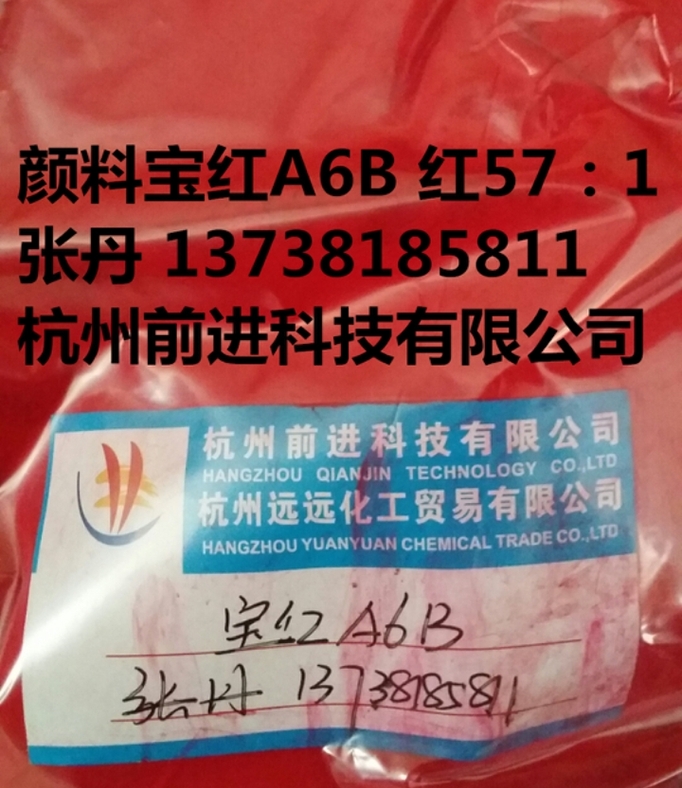 颜料宝红A6B 红57：1
张丹 13738185811
杭州前进科技有限公司
杭州前进科技有限公司
HANGZHOU QIANJIN TECHNOLOGY CO.,LTD
杭州远远化工贸易有限公司
HANGZHOU YUANYUAN CHEMICAL TRADE CO.,LTD
宝红A6B
张丹 13738185811